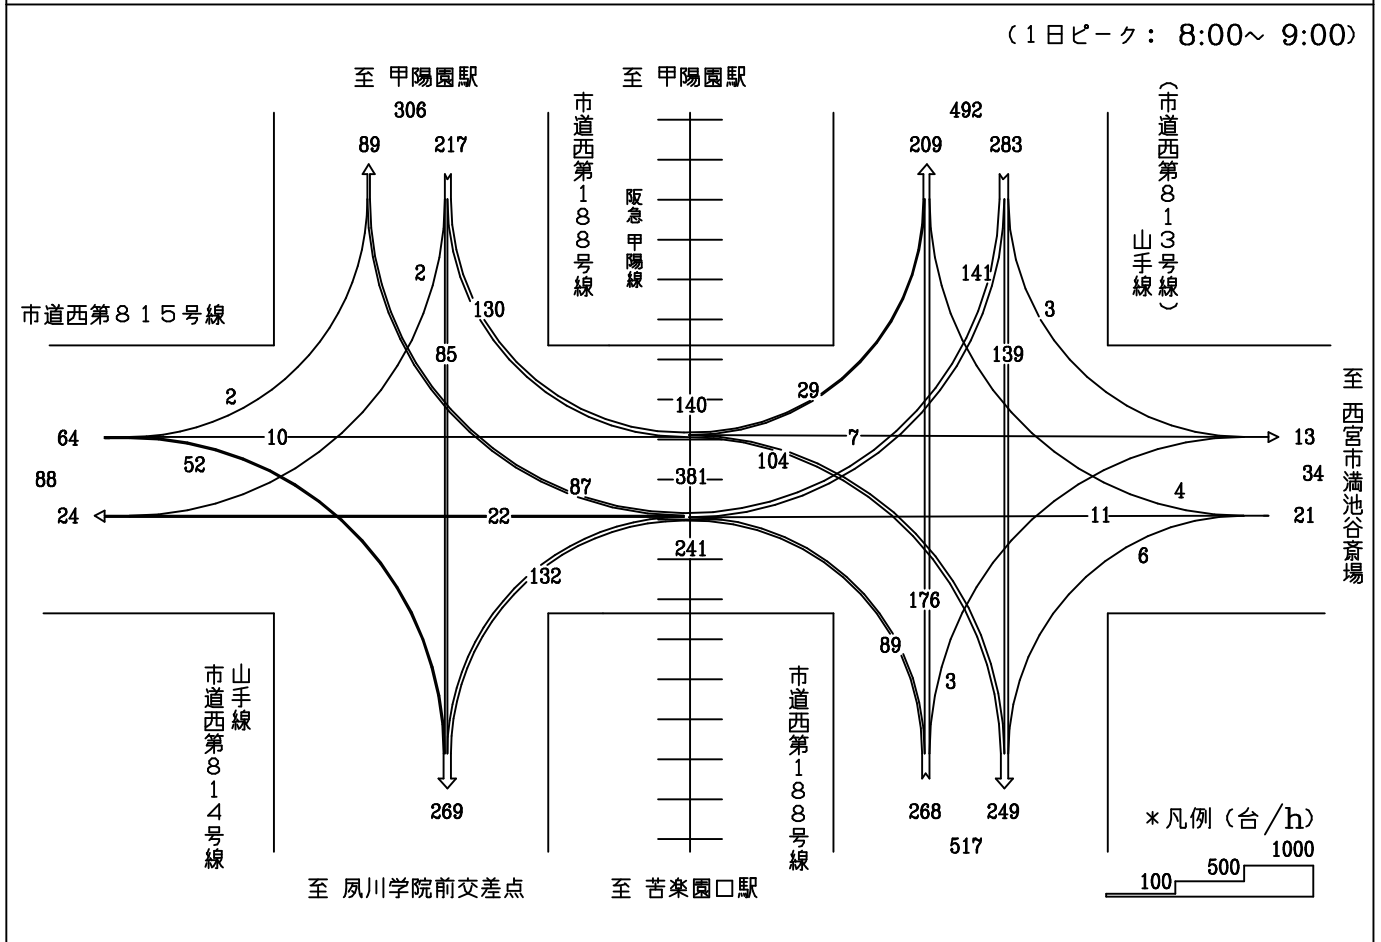 （１日ピーク： 8:00～ 9:00）
至 甲陽園駅
至 甲陽園駅
306
492
89
217
209
283
市道西第１８８号線
阪急 甲陽線
（市道西第８１３号線）
山手線
2
130
141
3
市道西第８１５号線
85
139
2
29
140
至 西宮市満池谷斎場
64
10
7
13
52
104
88
381
34
87
4
24
22
11
21
241
132
6
176
89
3
山手線
市道西第８１４号線
市道西第１８８号線
269
268
249
517
＊凡例（台/h）
100
500
1000
至 夙川学院前交差点
至 苦楽園口駅